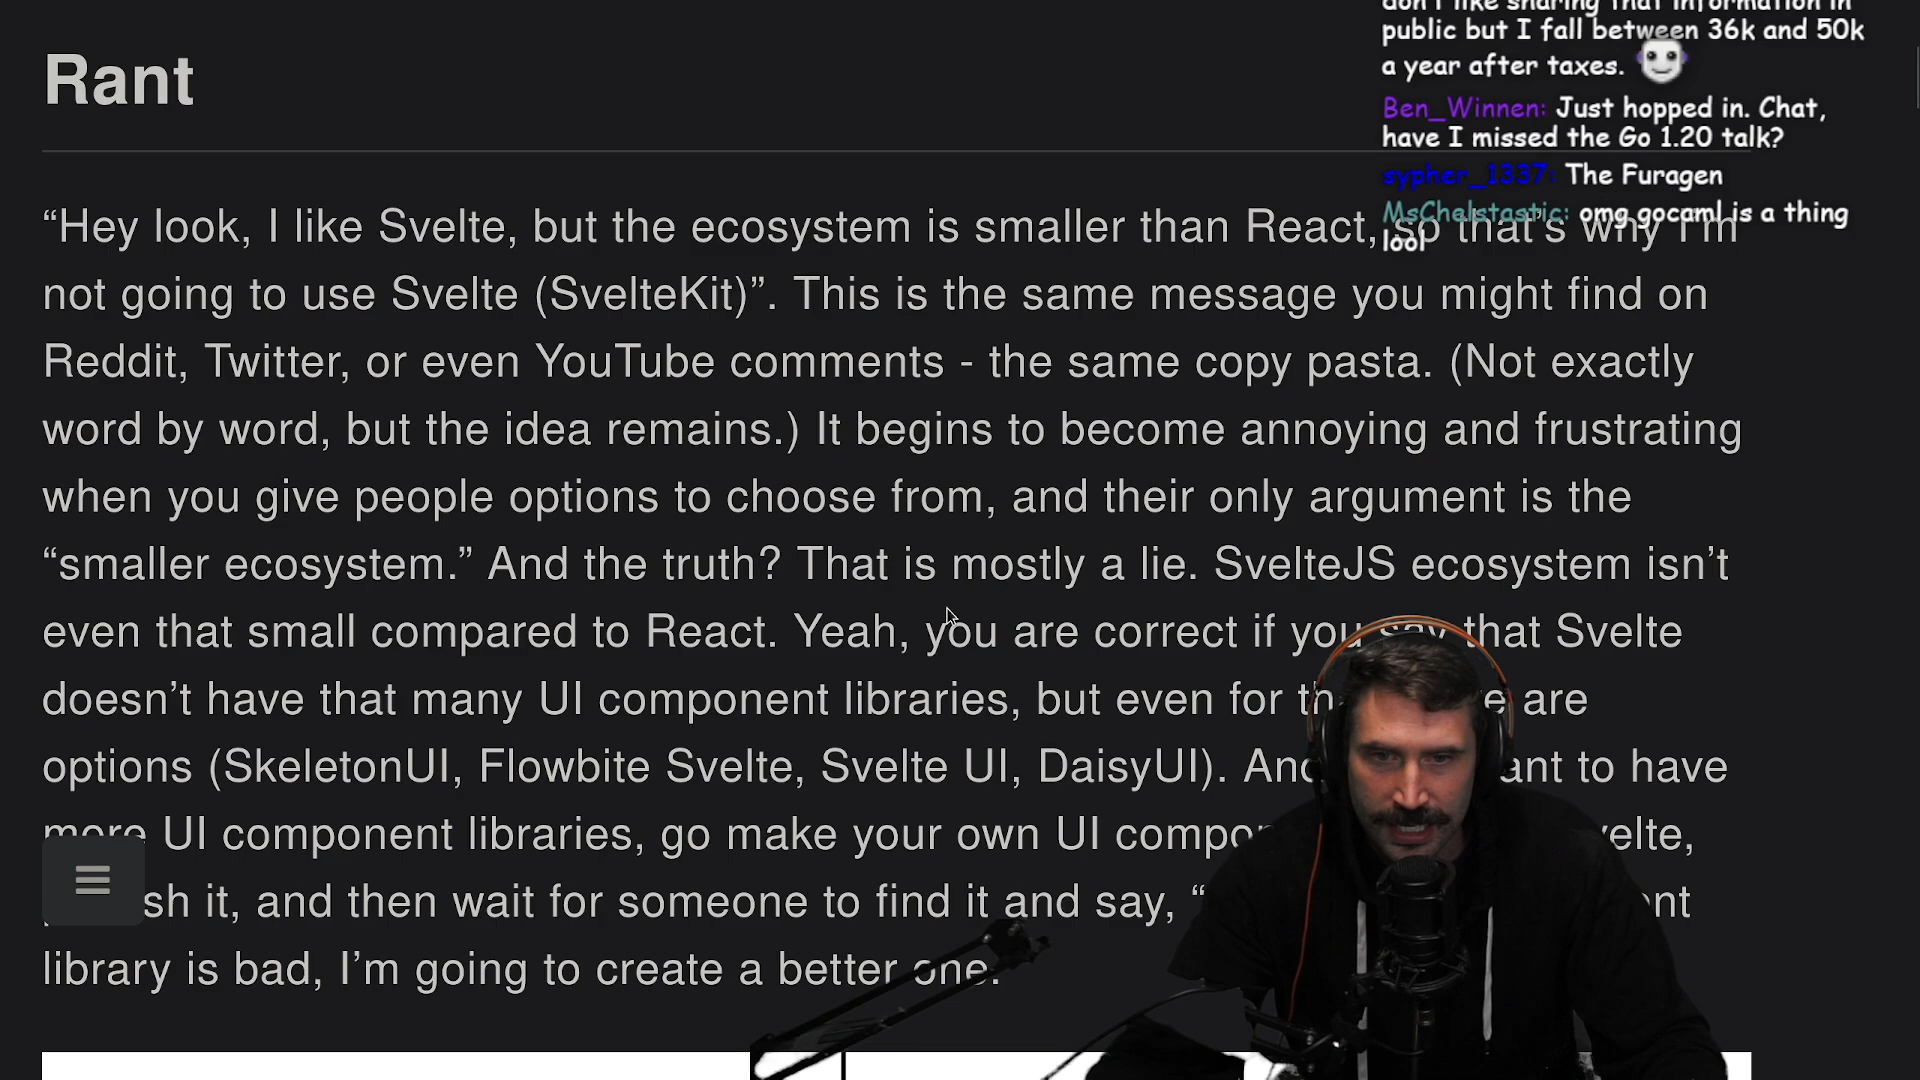 Rant
don't like sharing that information in
public but I fall between 36k and 50k
a year after taxes.
Ben_Winnen: Just hopped in. Chat,
have I missed the Go 1.20 talk?
sypher_1337: The Furagen
MsChelstastic: omg gocaml is a thing
lool
“Hey look, I like Svelte, but the ecosystem is smaller than React, so that’s why I’m
not going to use Svelte (SvelteKit)”. This is the same message you might find on
Reddit, Twitter, or even YouTube comments - the same copy pasta. (Not exactly
word by word, but the idea remains.) It begins to become annoying and frustrating
when you give people options to choose from, and their only argument is the
“smaller ecosystem.” And the truth? That is mostly a lie. SvelteJS ecosystem isn’t
even that small compared to React. Yeah, you are correct if you say that Svelte
doesn’t have that many UI component libraries, but even for are
options (SkeletonUI, Flowbite Svelte, Svelte UI, DaisyUI). to have
more UI component libraries, go make your own UI
it, and then wait for someone to find it and say, “
library is bad, I’m going to create a better one.